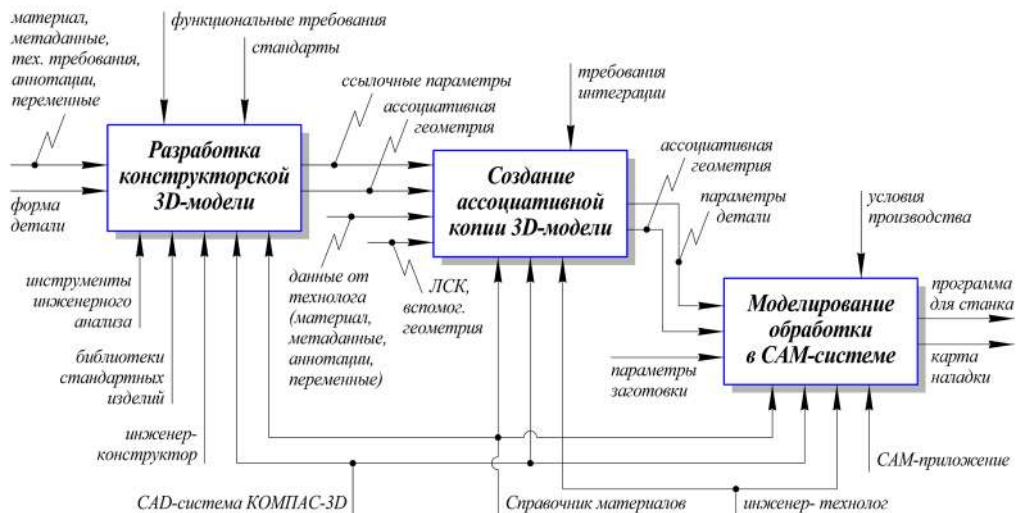 материал,
метаданные,
тех. требования,
аннотации,
переменные
функциональные требования
стандарты
ссылочные параметры
ассоциативная
геометрия
требования
интеграции
форма
детали
Разработка
конструкторской
3D-модели
Создание
ассоциативной
копии 3D-модели
ассоциативная
геометрия
параметры
детали
условия
производства
инструменты
инженерного
анализа
библиотеки
стандартных
изделий
инженер-
конструктор
данные от
технолога
(материал,
метаданные,
аннотации,
переменные)
ЛСК,
вспомог.
геометрия
Моделирование
обработки
в САМ-системе
программа
для станка
карта
наладки
параметры
заготовки
САМ-приложение
CAD-система КОМПАС-3D
Справочник материалов
инженер- технолог